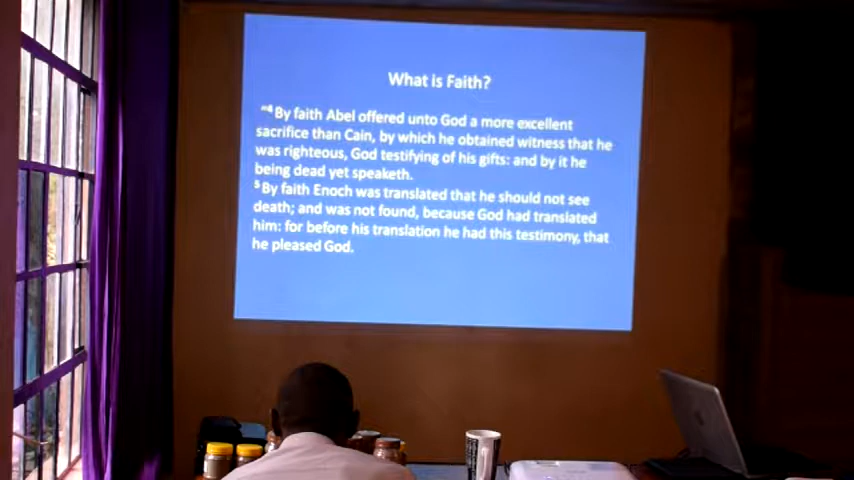 What is Faith?
"⁴ By faith Abel offered unto God a more excellent
sacrifice than Cain, by which he obtained witness that he
was righteous, God testifying of his gifts: and by it he
being dead yet speaketh.
⁵ By faith Enoch was translated that he should not see
death; and was not found, because God had translated
him: for before his translation he had this testimony, that
he pleased God.